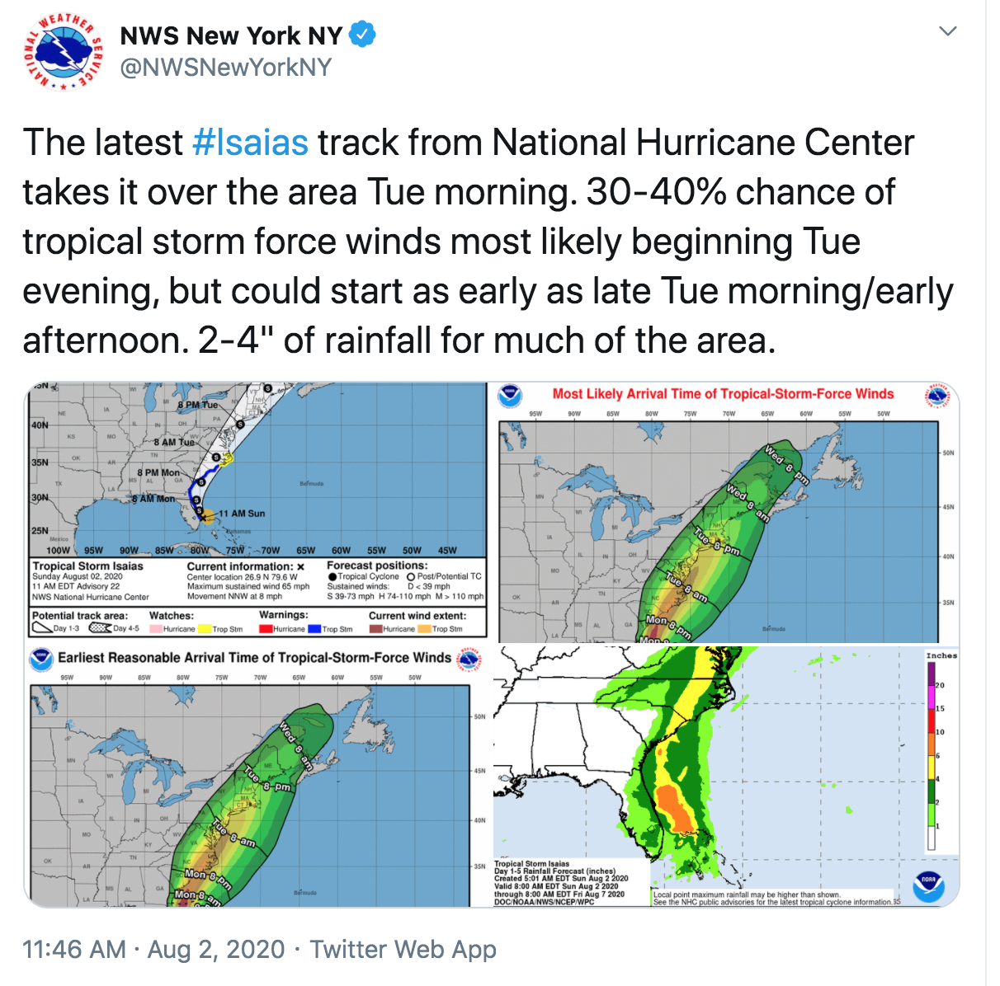 NATIONAL WEATHER SERVICE
NWS New York NY
@NWSNewYorkNY
The latest #Isaias track from National Hurricane Center
takes it over the area Tue morning. 30-40% chance of
tropical storm force winds most likely beginning Tue
evening, but could start as early as late Tue morning/early
afternoon. 2-4" of rainfall for much of the area.
8 PM Tue
40N
8 AM Tue
35N
8 PM Mon
30N
8 AM Mon
11 AM Sun
25N
Bermuda
Bahamas
Mexico
100W 95W 90W 85W 80W 75W 70W 65W 60W 55W 50W 45W
Tropical Storm Isaias
Sunday August 02, 2020
11 AM EDT Advisory 22
NWS National Hurricane Center
Current information: x
Center location 26.9 N 79.6 W
Maximum sustained wind 65 mph
Movement NNW at 8 mph
Forecast positions:
Tropical Cyclone Post/Potential TC
Sustained winds: D < 39 mph
S 39-73 mph H 74-110 mph M > 110 mph
Potential track area:
Day 1-3 Day 4-5
Watches:
Hurricane Trop Stm
Warnings:
Hurricane Trop Stm
Current wind extent:
Hurricane Trop Stm
Most Likely Arrival Time of Tropical-Storm-Force Winds
95W 90W 85W 80W 75W 70W 65W 60W 55W 50W
50N
45N
40N
35N
Wed 8 pm
Wed 8 am
Tue 8 pm
Tue 8 am
Mon 8 pm
Bermuda
Earliest Reasonable Arrival Time of Tropical-Storm-Force Winds
95W 90W 85W 80W 75W 70W 65W 60W 55W 50W
50N
45N
40N
35N
Wed 8 am
Tue 8 pm
Tue 8 am
Mon 8 pm
Mon 8 am
Bermuda
Inches
20
15
10
6
4
2
1
Tropical Storm Isaias
Day 1-5 Rainfall Forecast (inches)
Created 5:01 AM EDT Sun Aug 2 2020
Valid 8:00 AM EDT Sun Aug 2 2020
through 8:00 AM EDT Fri Aug 7 2020
DOC/NOAA/NWS/NCEP/WPC
Local point maximum rainfall may be higher than shown.
See the NHC public advisories for the latest tropical cyclone information.
NOAA
11:46 AM · Aug 2, 2020 · Twitter Web App